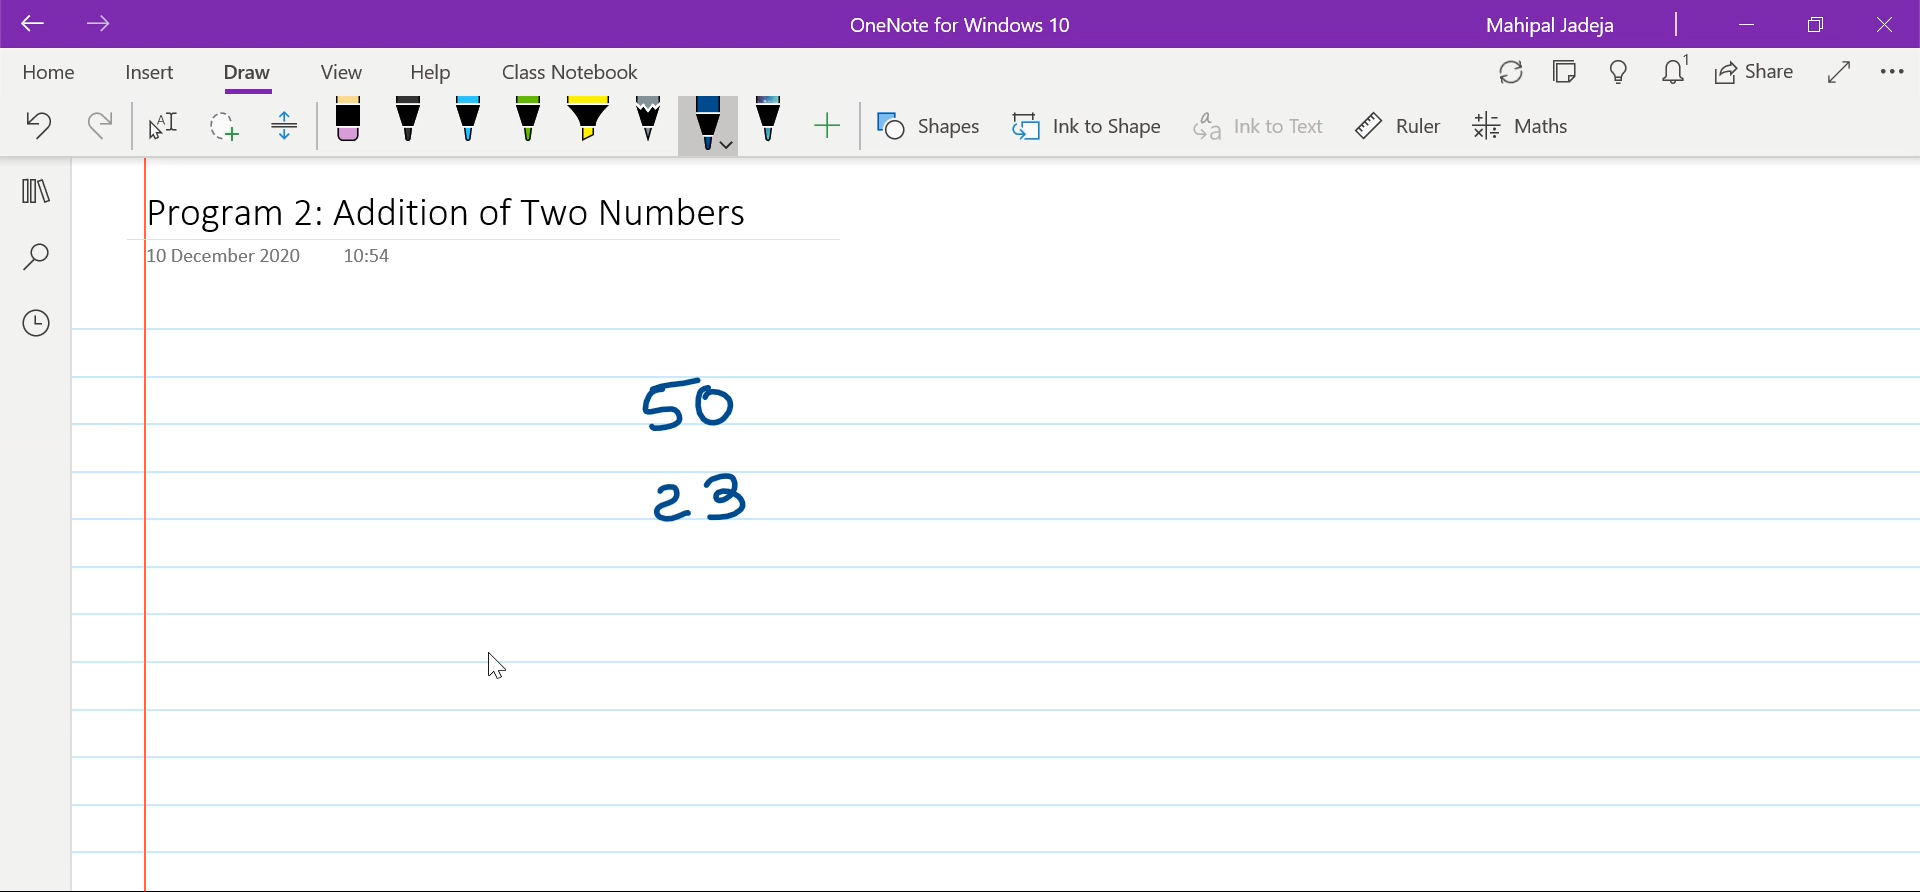 OneNote for Windows 10
Mahipal Jadeja
Home Insert Draw View Help Class Notebook
1 Share
Shapes Ink to Shape Ink to Text Ruler Maths
Program 2: Addition of Two Numbers
10 December 2020 10:54
50
23